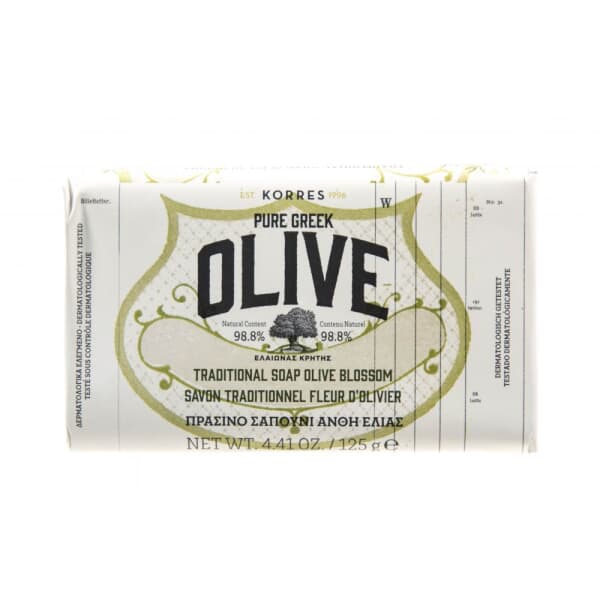 EST. KORRES 1996
PURE GREEK
OLIVE
Natural Content
98.8%
Contenu Naturel
98.8%
ΕΛΑΙΩΝΑΣ ΚΡΗΤΗΣ
TRADITIONAL SOAP OLIVE BLOSSOM
SAVON TRADITIONNEL FLEUR D'OLIVIER
ΠΡΑΣΙΝΟ ΣΑΠΟΥΝΙ ΑΝΘΗ ΕΛΙΑΣ
NET WT. 4.41 OZ. / 125 g ℮
ΔΕΡΜΑΤΟΛΟΓΙΚΑ ΕΛΕΓΜΕΝΟ - DERMATOLOGICALLY TESTED
TESTÉ SOUS CONTRÔLE DERMATOLOGIQUE
W
DERMATOLOGISCH GETESTET
TESTADO DERMATOLÓGICAMENTE